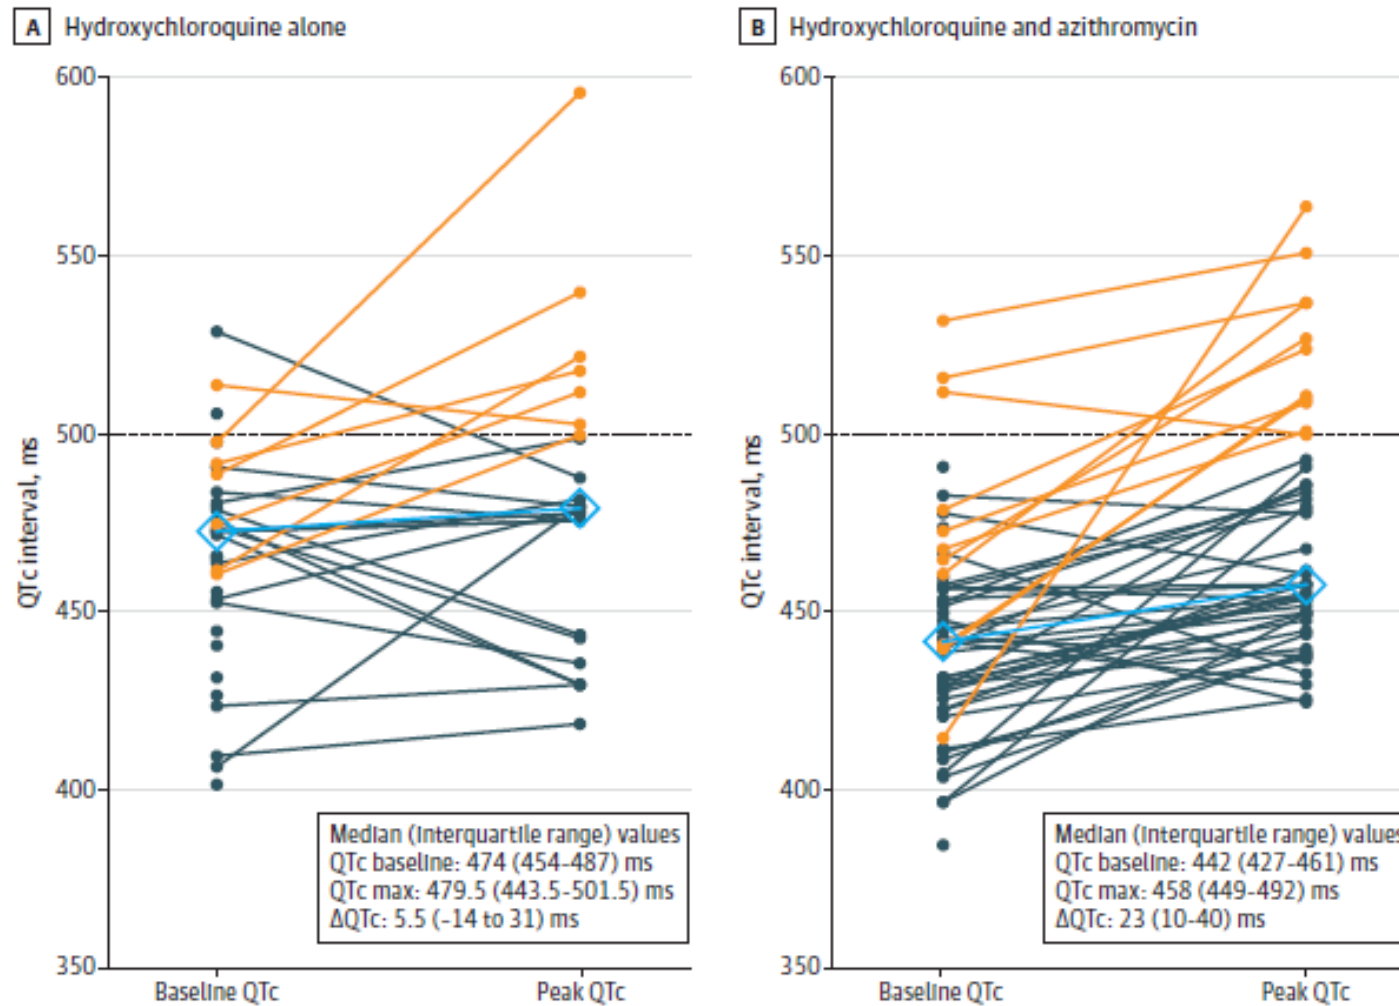 A Hydroxychloroquine alone
600
550
500
450
400
350
QTc interval, ms
Median (interquartile range) values
QTc baseline: 474 (454-487) ms
QTc max: 479.5 (443.5-501.5) ms
ΔQTc: 5.5 (-14 to 31) ms
Baseline QTc Peak QTc
B Hydroxychloroquine and azithromycin
600
550
500
450
400
350
QTc interval, ms
Median (interquartile range) values
QTc baseline: 442 (427-461) ms
QTc max: 458 (449-492) ms
ΔQTc: 23 (10-40) ms
Baseline QTc Peak QTc